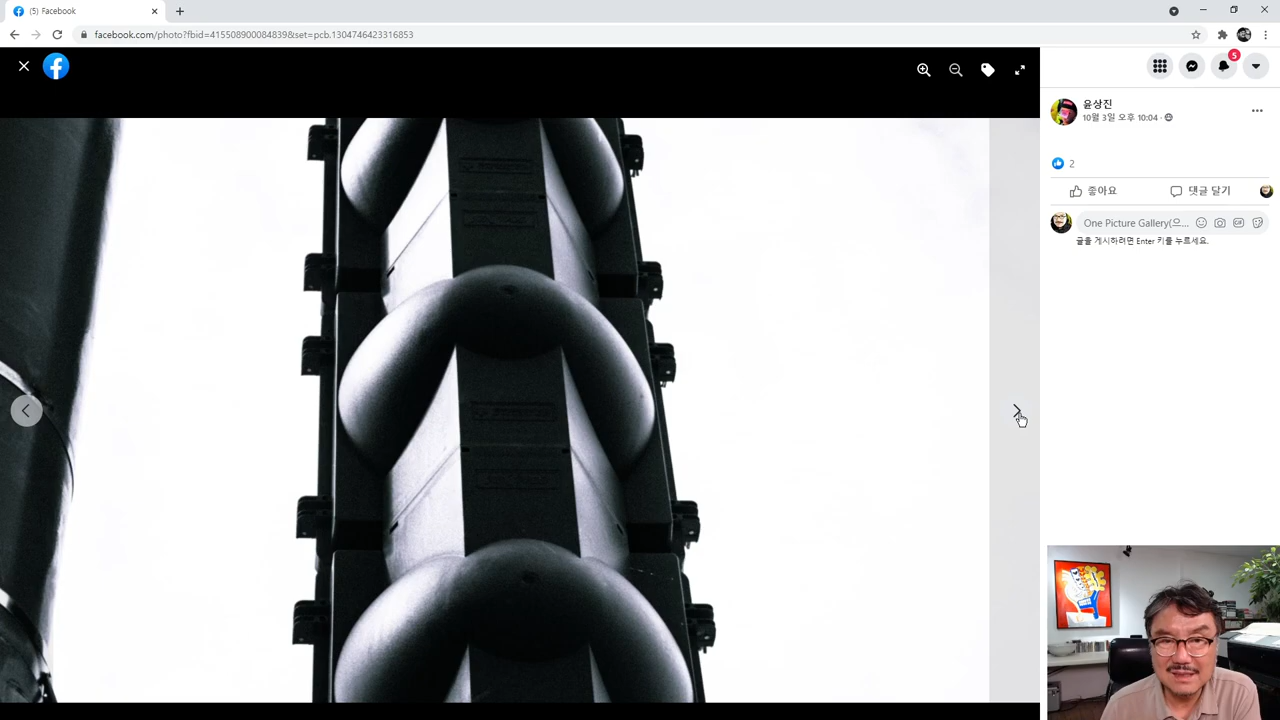 (5) Facebook
facebook.com/photo?fbid=415508900084839&set=pcb.1304746423316853
5
윤상진
10월 3일 오후 10:04 ·
2
좋아요
댓글 달기
One Picture Gallery(으...
GIF
글을 게시하려면 Enter 키를 누르세요.